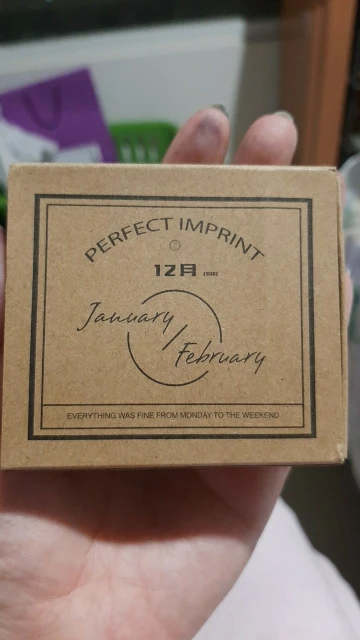 PERFECT IMPRINT
12月
January
February
EVERYTHING WAS FINE FROM MONDAY TO THE WEEKEND